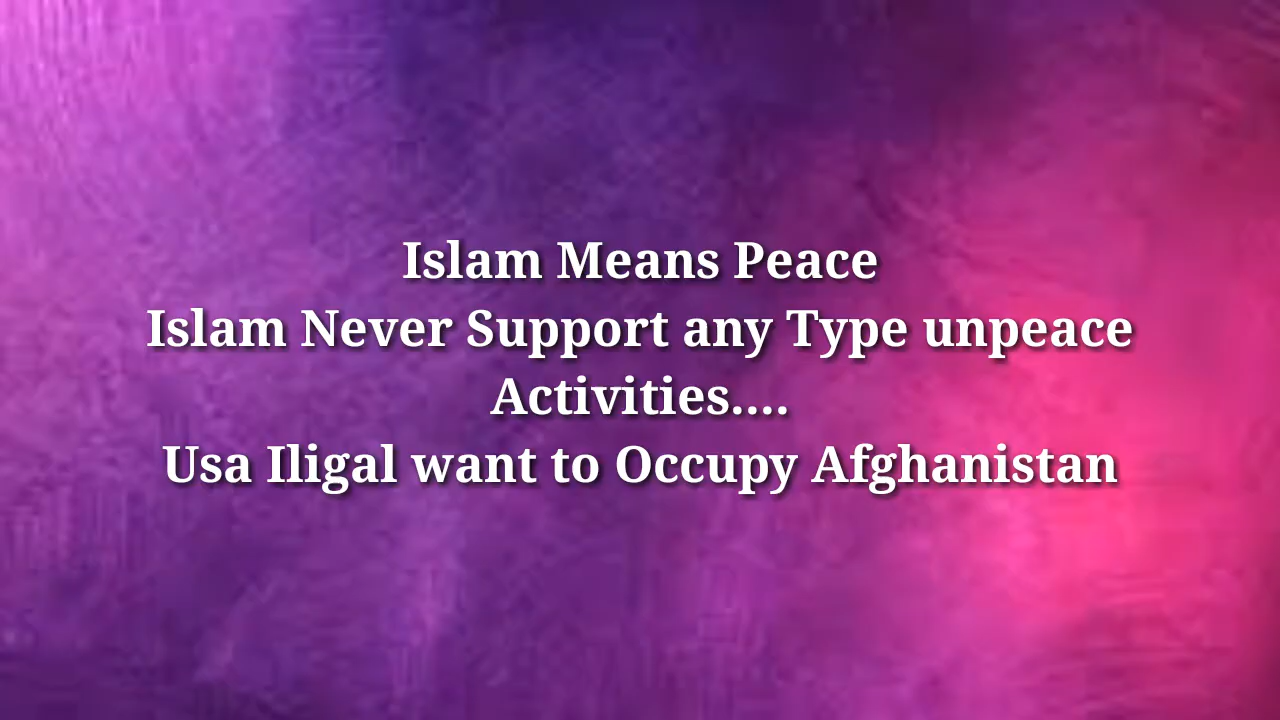 Islam Means Peace
Islam Never Support any Type unpeace
Activities....
Usa Iligal want to Occupy Afghanistan